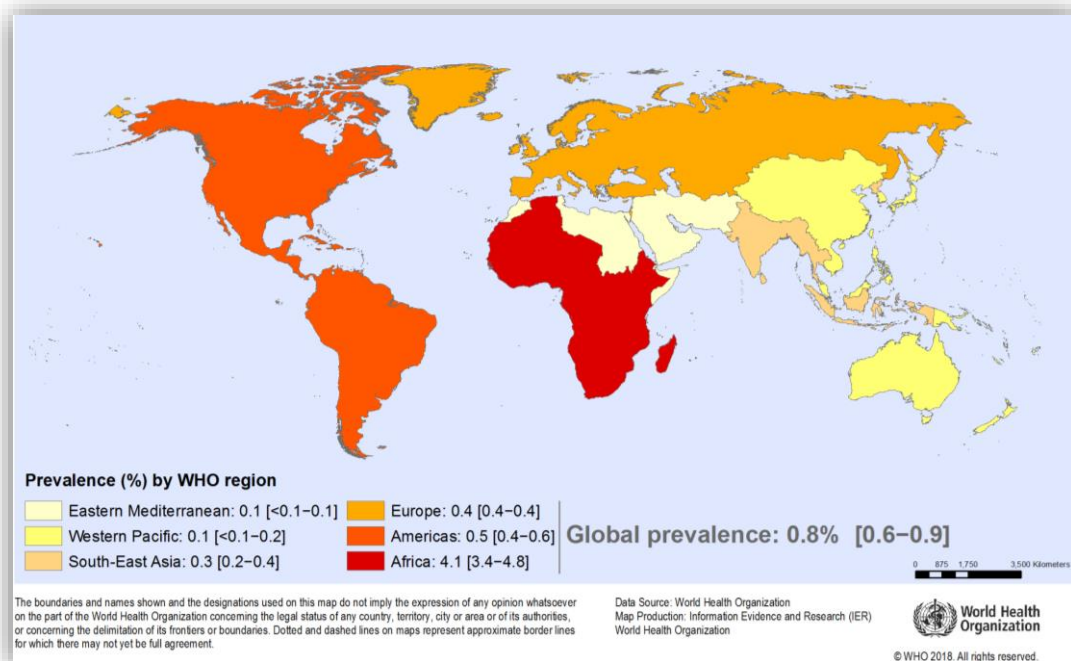 Prevalence (%) by WHO region
Eastern Mediterranean: 0.1 [<0.1–0.1]
Western Pacific: 0.1 [<0.1–0.2]
South-East Asia: 0.3 [0.2–0.4]
Europe: 0.4 [0.4–0.4]
Americas: 0.5 [0.4–0.6]
Africa: 4.1 [3.4–4.8]
Global prevalence: 0.8% [0.6–0.9]
0 875 1,750 3,500 Kilometers
The boundaries and names shown and the designations used on this map do not imply the expression of any opinion whatsoever
on the part of the World Health Organization concerning the legal status of any country, territory, city or area or of its authorities,
or concerning the delimitation of its frontiers or boundaries. Dotted and dashed lines on maps represent approximate border lines
for which there may not yet be full agreement.
Data Source: World Health Organization
Map Production: Information Evidence and Research (IER)
World Health Organization
World Health
Organization
© WHO 2018. All rights reserved.